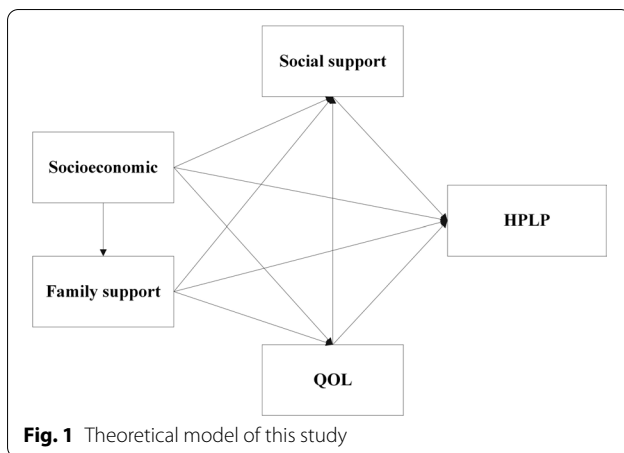 Social support
Socioeconomic
HPLP
Family support
QOL
Fig. 1 Theoretical model of this study